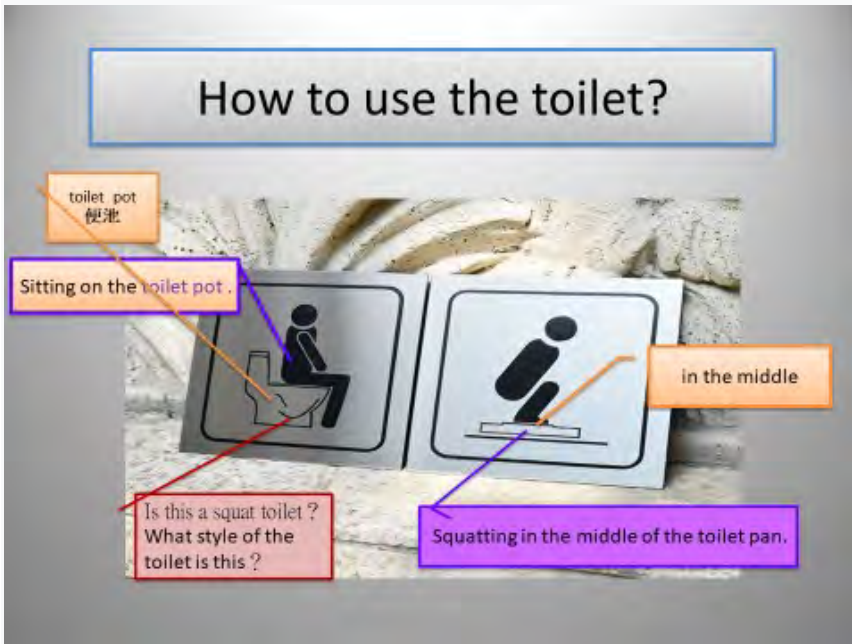 How to use the toilet?
toilet pot
便池
Sitting on the toilet pot .
in the middle
Is this a squat toilet？
What style of the
toilet is this？
Squatting in the middle of the toilet pan.